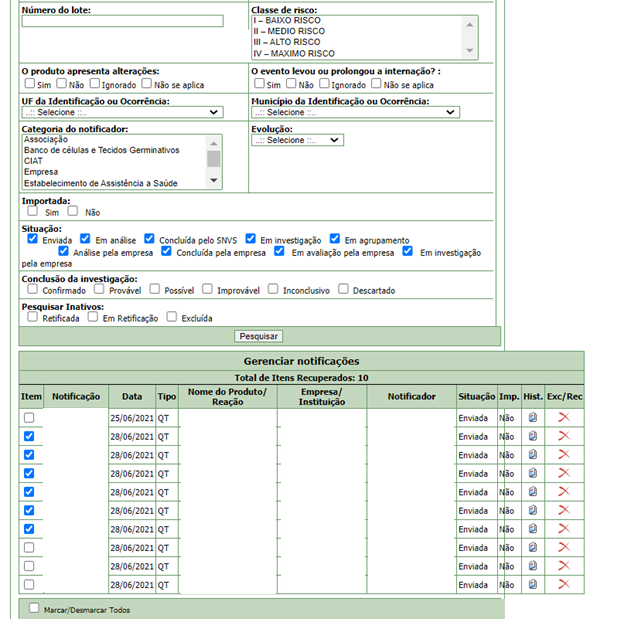 Número do lote: Classe de risco:
I – BAIXO RISCO
II – MEDIO RISCO
III – ALTO RISCO
IV – MAXIMO RISCO
O produto apresenta alterações: O evento levou ou prolongou a internação? :
Sim Não Ignorado Não se aplica Sim Não Ignorado Não se aplica
UF da Identificação ou Ocorrência: Município da Identificação ou Ocorrência:
..:: Selecione ::.. ..:: Selecione ::..
Categoria do notificador: Evolução:
Associação ..:: Selecione ::..
Banco de células e Tecidos Germinativos
CIAT
Empresa
Estabelecimento de Assistência a Saúde
Importada:
Sim Não
Situação:
Enviada Em análise Concluída pelo SNVS Em investigação Em agrupamento
Análise pela empresa Concluída pela empresa Em avaliação pela empresa Em investigação
pela empresa
Conclusão da investigação:
Confirmado Provável Possível Improvável Inconclusivo Descartado
Pesquisar Inativos:
Retificada Em Retificação Excluída
Pesquisar
Gerenciar notificações
Total de Itens Recuperados: 10
Item Notificação Data Tipo Nome do Produto/ Reação Empresa/ Instituição Notificador Situação Imp. Hist. Exc/Rec
25/06/2021 QT Enviada Não
28/06/2021 QT Enviada Não
28/06/2021 QT Enviada Não
28/06/2021 QT Enviada Não
28/06/2021 QT Enviada Não
28/06/2021 QT Enviada Não
28/06/2021 QT Enviada Não
28/06/2021 QT Enviada Não
28/06/2021 QT Enviada Não
28/06/2021 QT Enviada Não
Marcar/Desmarcar Todos